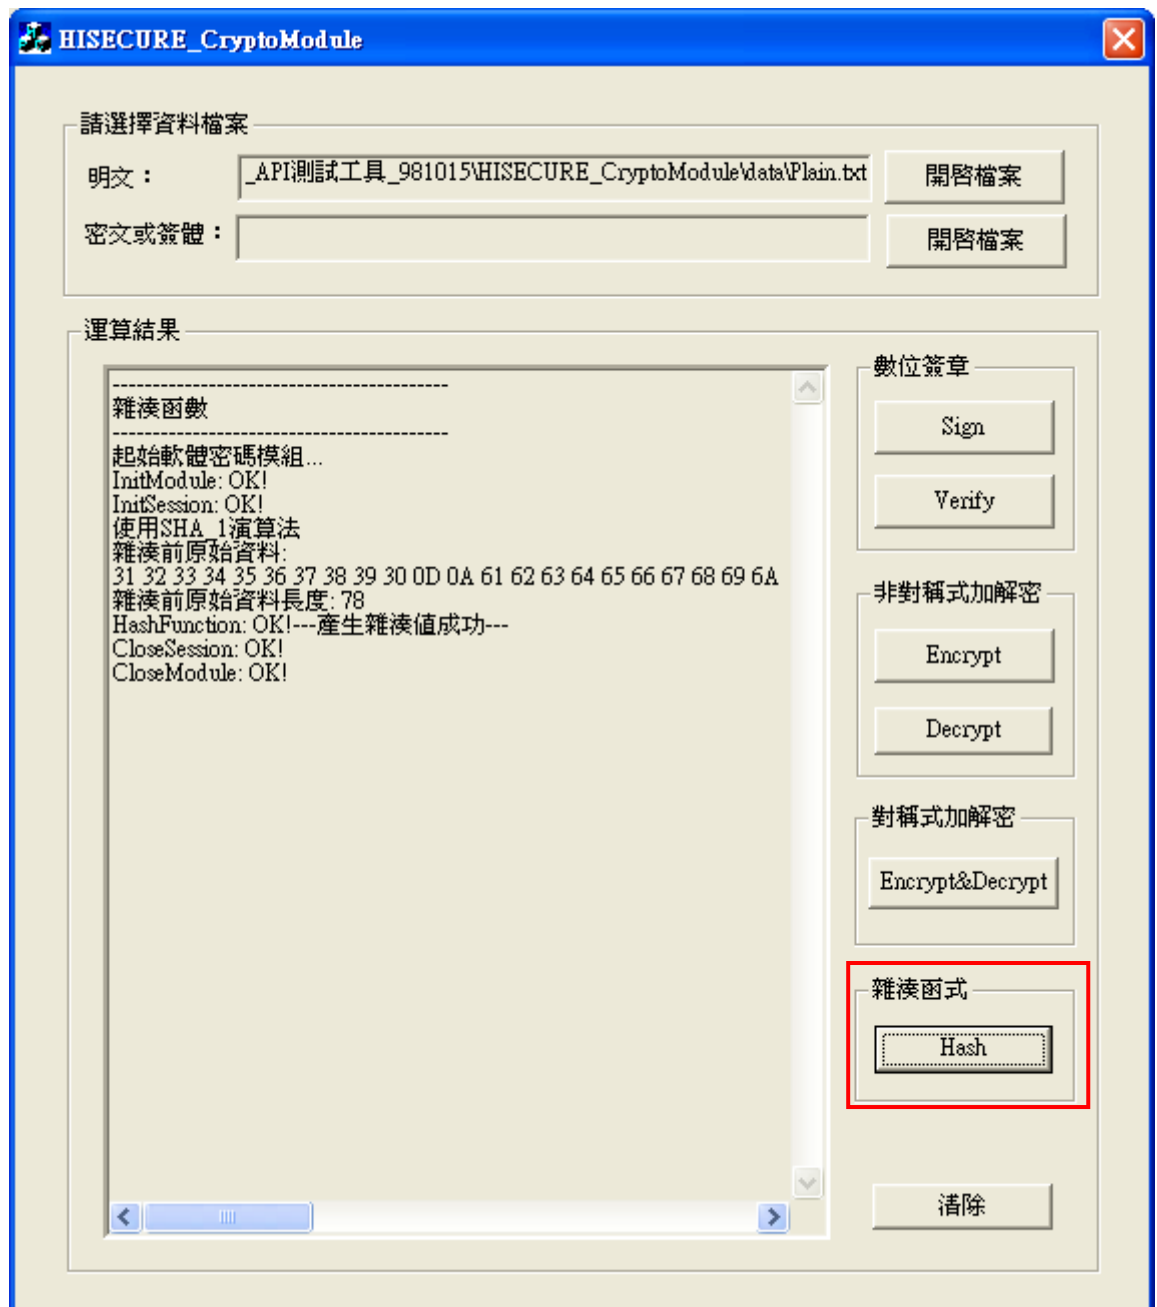 HISECURE_CryptoModule
請選擇資料檔案
明文：
_API測試工具_981015\HISECURE_CryptoModule\data\Plain.txt
開啓檔案
密文或簽體：
開啓檔案
運算結果
-------------------------------------------
雜湊函數
-------------------------------------------
起始軟體密碼模組...
InitModule: OK!
InitSession: OK!
使用SHA_1演算法
雜湊前原始資料:
31 32 33 34 35 36 37 38 39 30 0D 0A 61 62 63 64 65 66 67 68 69 6A
雜湊前原始資料長度: 78
HashFunction: OK!---產生雜湊值成功---
CloseSession: OK!
CloseModule: OK!
數位簽章
Sign
Verify
非對稱式加解密
Encrypt
Decrypt
對稱式加解密
Encrypt&Decrypt
雜湊函式
Hash
清除